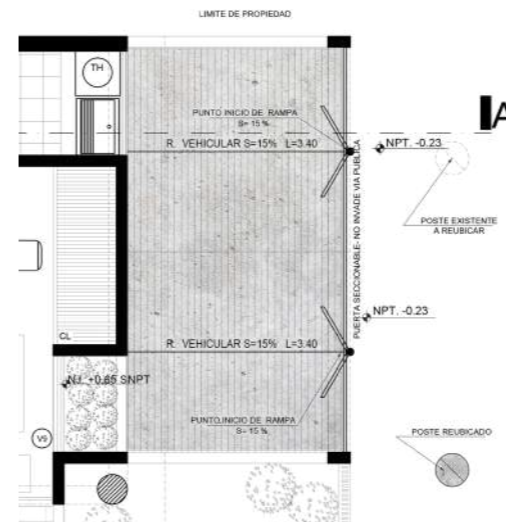 LIMITE DE PROPIEDAD
TH
PUNTO INICIO DE RAMPA
S= 15 %
A
R. VEHICULAR S=15% L=3.40
NPT. -0.23
POSTE EXISTENTE
A REUBICAR
PUERTA SECCIONABLE- NO INVADE VIA PUBLICA
NPT. -0.23
CL
R. VEHICULAR S=15% L=3.40
NJ. +0.65 SNPT
PUNTO INICIO DE RAMPA
S= 15 %
POSTE REUBICADO
V9